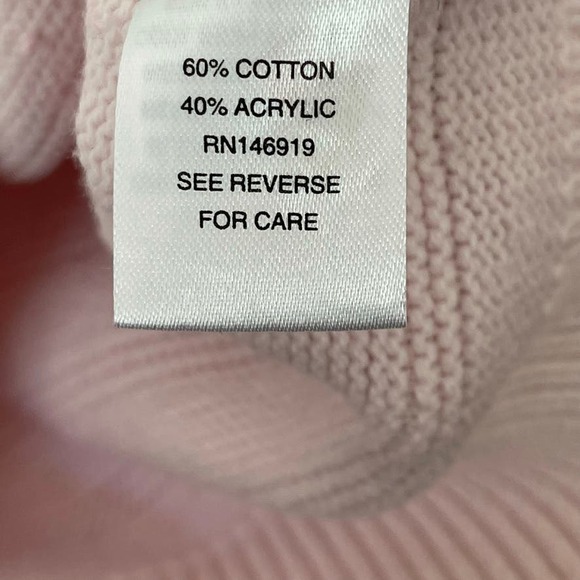 60% COTTON
40% ACRYLIC
RN146919
SEE REVERSE
FOR CARE